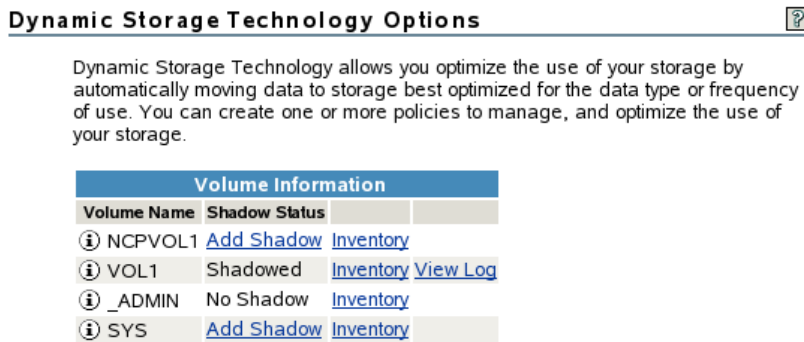 Dynamic Storage Technology Options ?
Dynamic Storage Technology allows you optimize the use of your storage by
automatically moving data to storage best optimized for the data type or frequency
of use. You can create one or more policies to manage, and optimize the use of
your storage.
Volume Information
Volume Name Shadow Status
i NCPVOL1 Add Shadow Inventory
i VOL1 Shadowed Inventory View Log
i _ADMIN No Shadow Inventory
i SYS Add Shadow Inventory